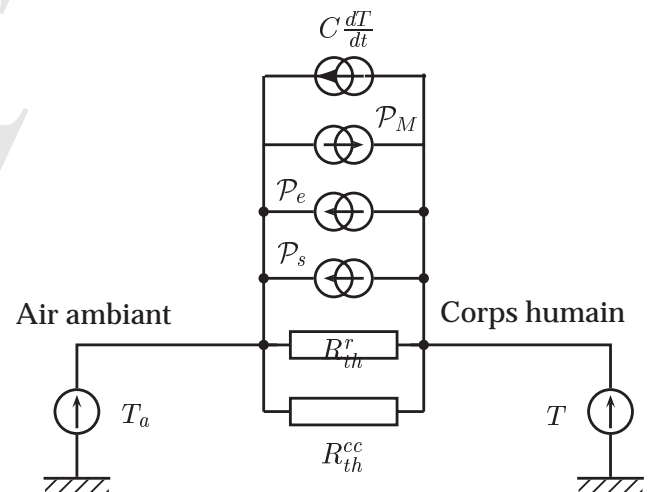 C dT/dt
P_M
P_e
P_s
Air ambiant
Corps humain
R_th^r
T_a
T
R_th^cc